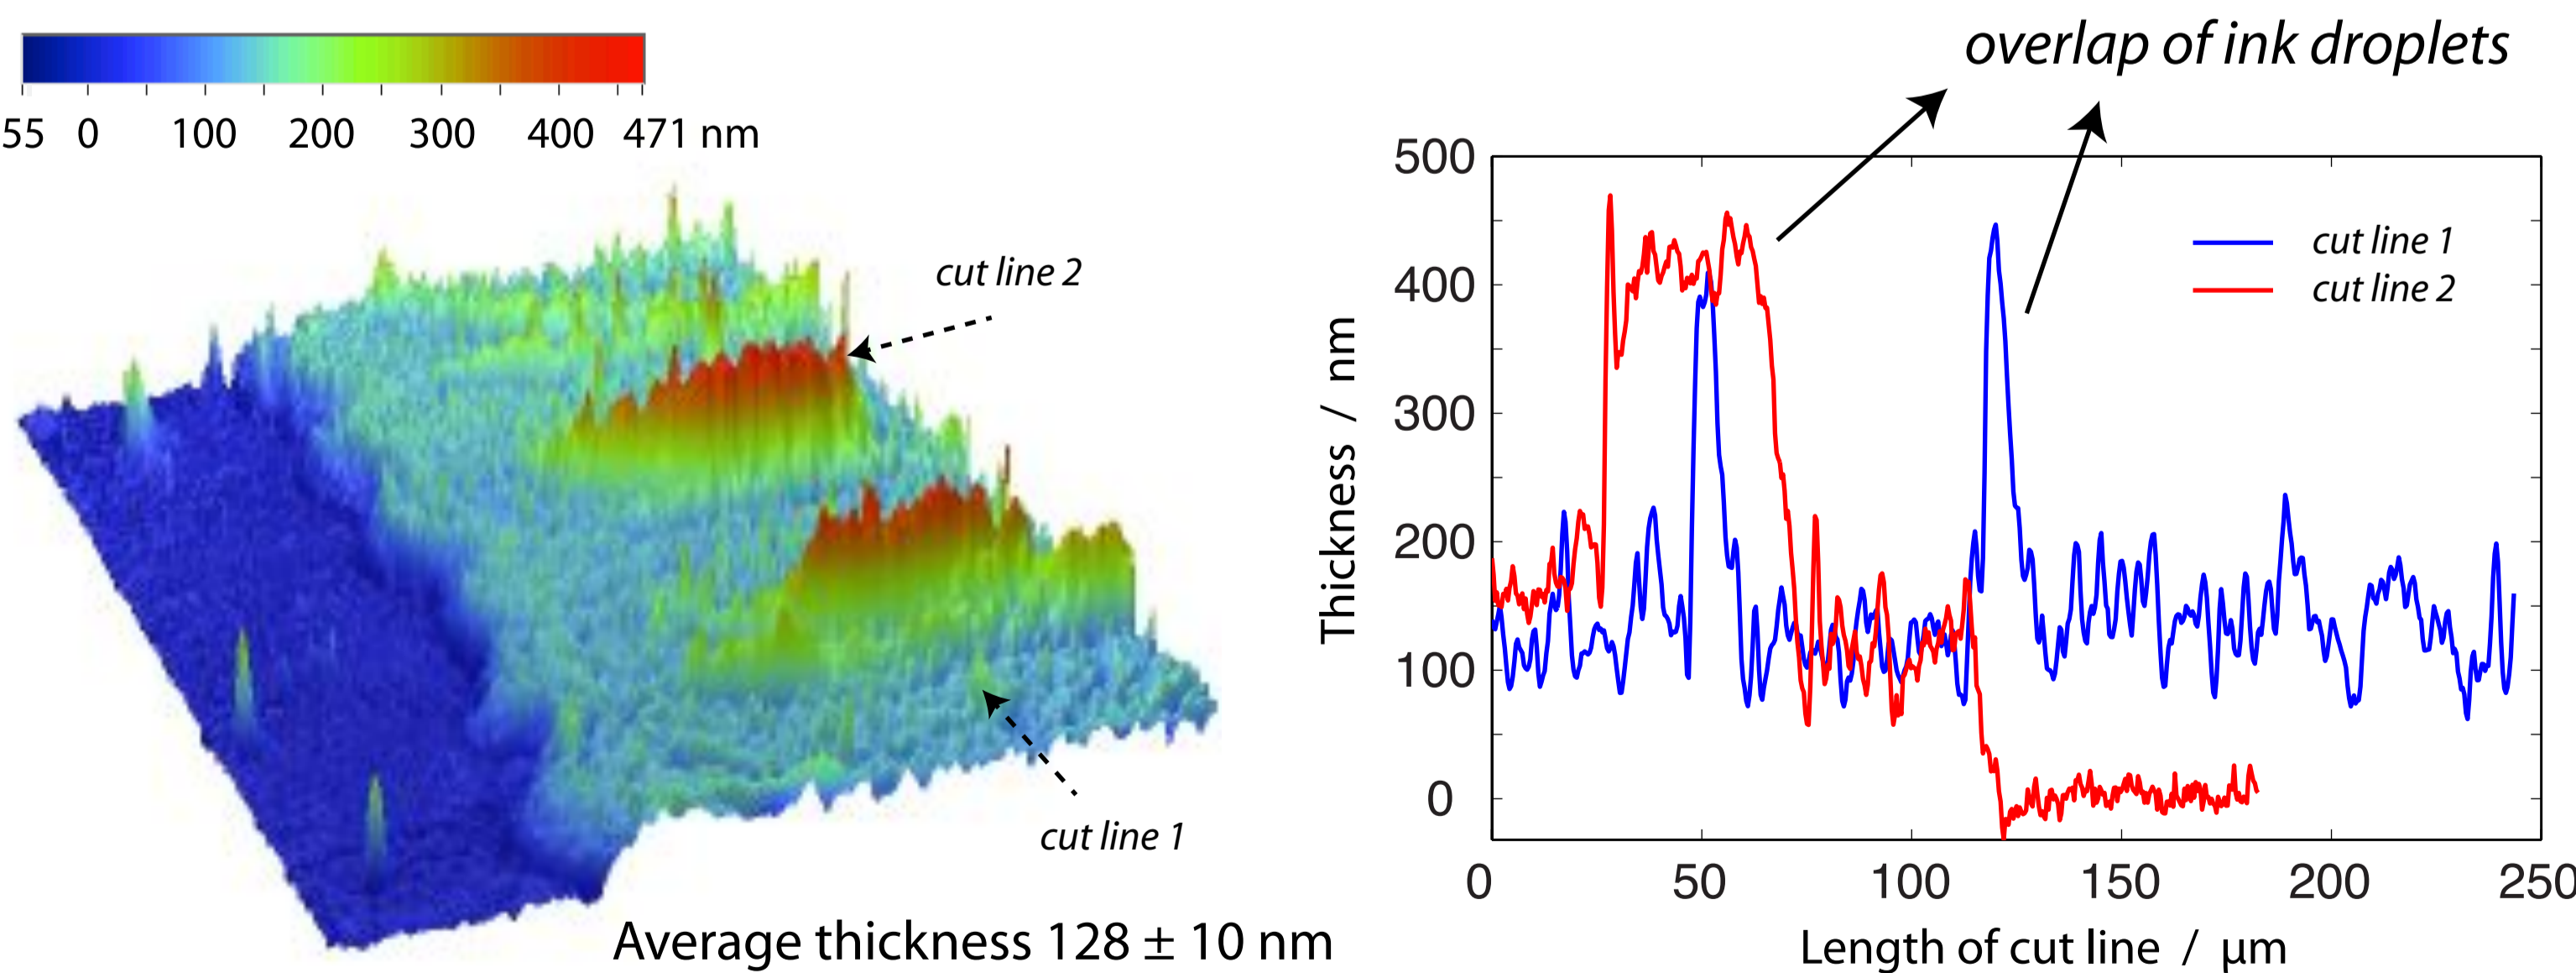 55 0 100 200 300 400 471 nm
cut line 2
cut line 1
Average thickness 128 ± 10 nm
overlap of ink droplets
500
400
300
200
100
0
Thickness / nm
cut line 1
cut line 2
0 50 100 150 200 250
Length of cut line / μm